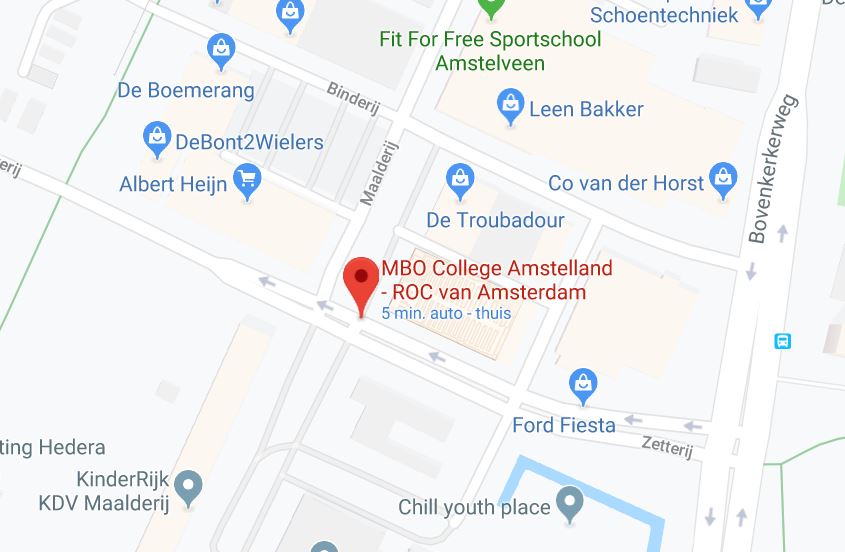 Schoentechniek
Fit For Free Sportschool
Amstelveen
De Boemerang
Binderij
Leen Bakker
Bovenkerkerweg
DeBont2Wielers
Maalderij
erij
Albert Heijn
Co van der Horst
De Troubadour
MBO College Amstelland
- ROC van Amsterdam
5 min. auto - thuis
Ford Fiesta
Zetterij
ting Hedera
KinderRijk
KDV Maalderij
Chill youth place